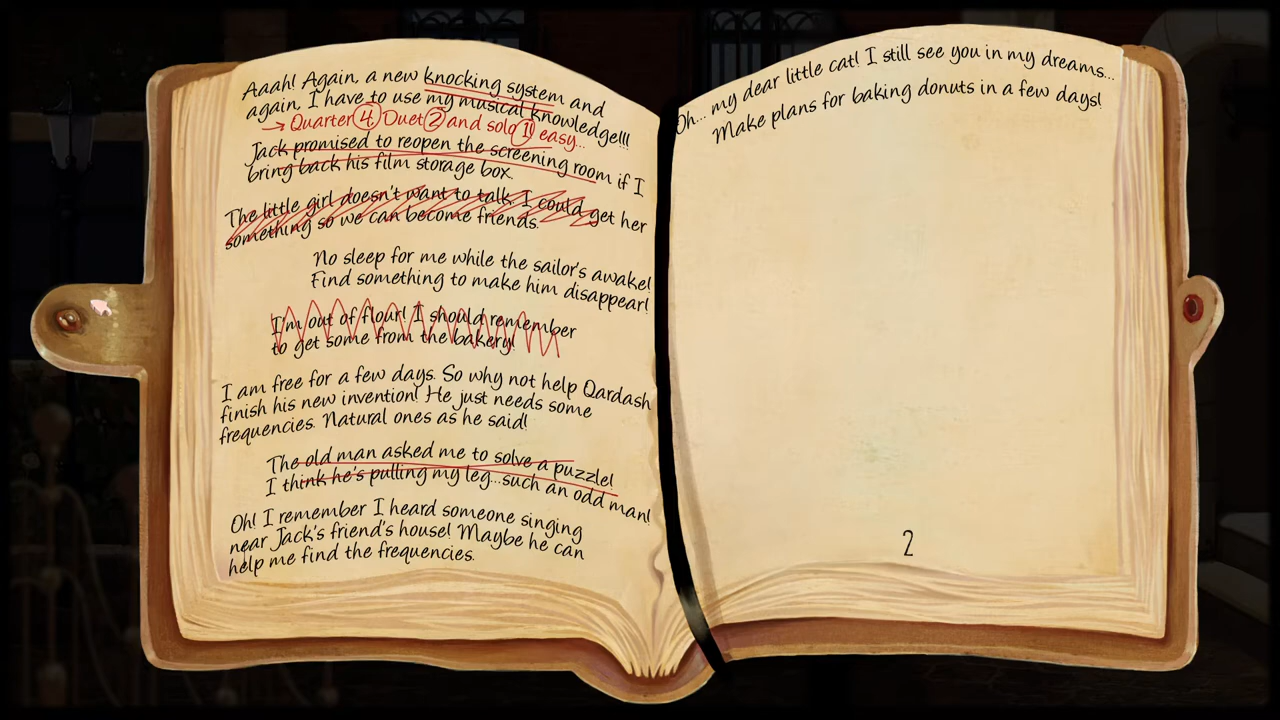 Aaah! Again, a new knocking system and
again, I have to use my musical knowledge!!!
→ Quarter 4 Duet 2 and solo 1 easy...
Jack promised to reopen the screening room if I
bring back his film storage box.
The little girl doesn't want to talk. I could get her
something so we can become friends.
No sleep for me while the sailor's awake!
Find something to make him disappear!
I'm out of flour! I should remember
to get some from the bakery!
I am free for a few days. So why not help Qardash
finish his new invention! He just needs some
frequencies. Natural ones as he said!
The old man asked me to solve a puzzle!
I think he's pulling my leg...such an odd man!
Oh! I remember I heard someone singing
near Jack's friend's house! Maybe he can
help me find the frequencies.
Oh... my dear little cat! I still see you in my dreams...
Make plans for baking donuts in a few days!
2